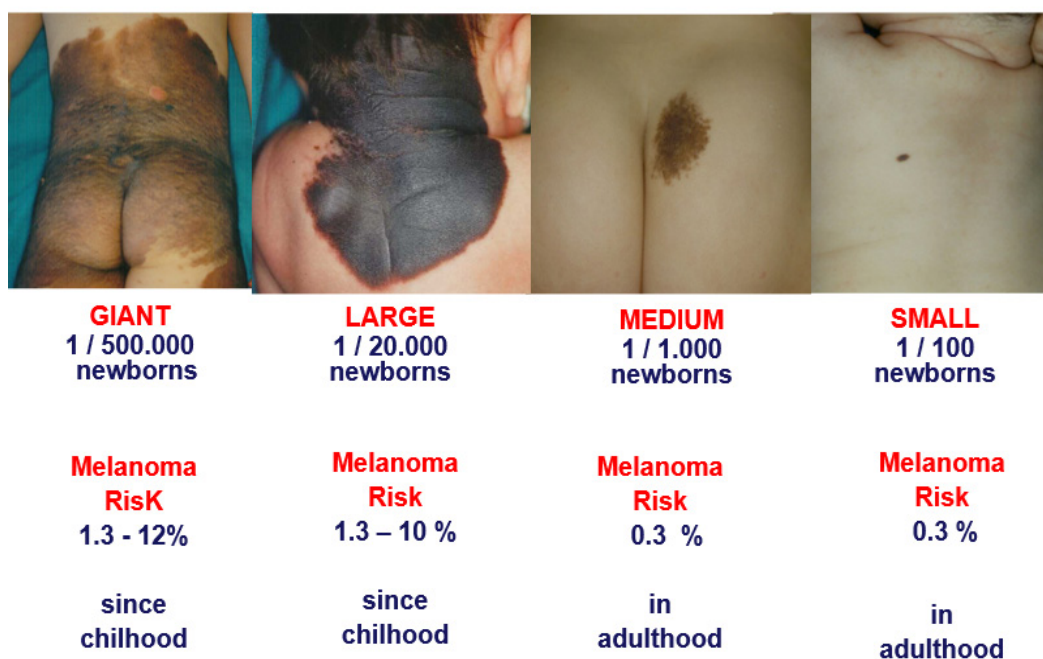 GIANT
1 / 500.000
newborns
LARGE
1 / 20.000
newborns
MEDIUM
1 / 1.000
newborns
SMALL
1 / 100
newborns
Melanoma
RisK
1.3 - 12%
Melanoma
Risk
1.3 – 10 %
Melanoma
Risk
0.3 %
Melanoma
Risk
0.3 %
since
chilhood
since
chilhood
in
adulthood
in
adulthood